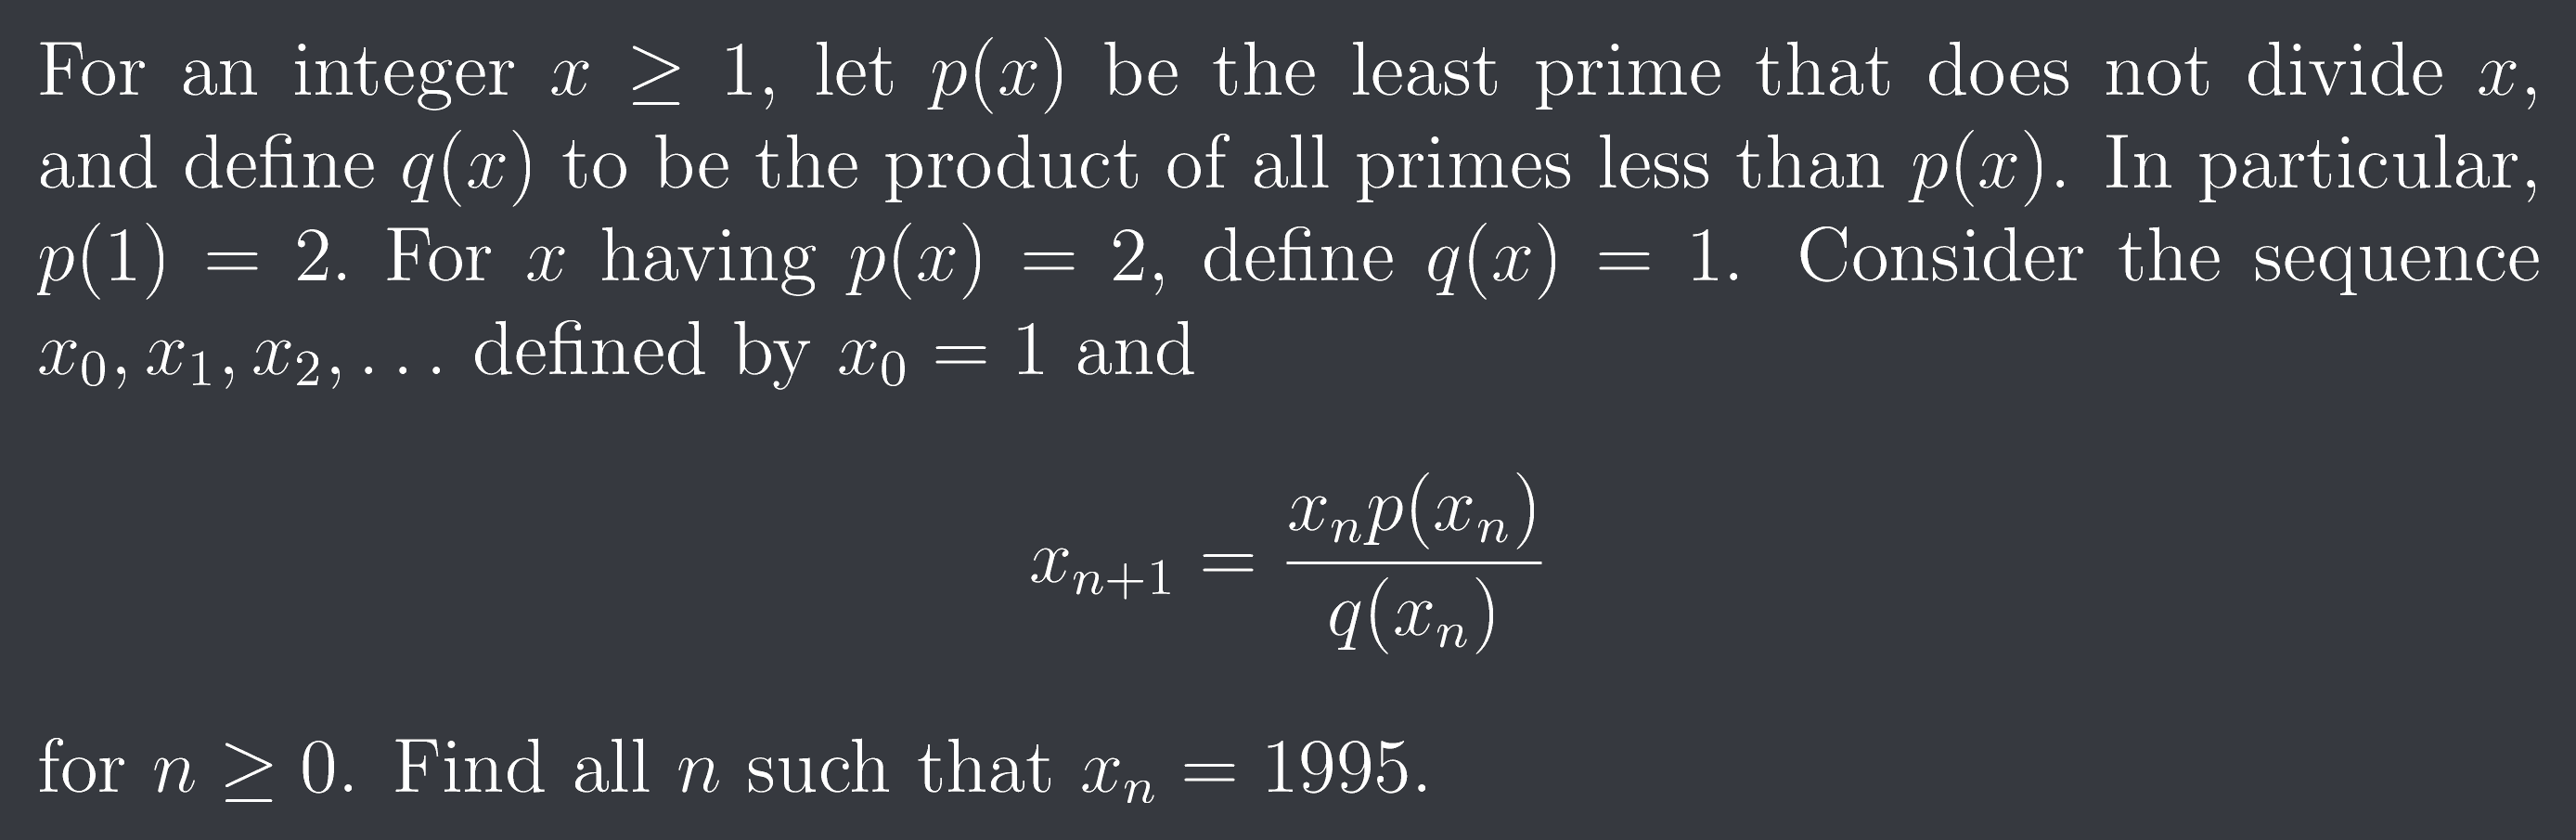 For an integer x ≥ 1, let p(x) be the least prime that does not divide x,
and define q(x) to be the product of all primes less than p(x). In particular,
p(1) = 2. For x having p(x) = 2, define q(x) = 1. Consider the sequence
x₀, x₁, x₂, . . . defined by x₀ = 1 and
xₙ₊₁ = xₙp(xₙ) / q(xₙ)
for n ≥ 0. Find all n such that xₙ = 1995.